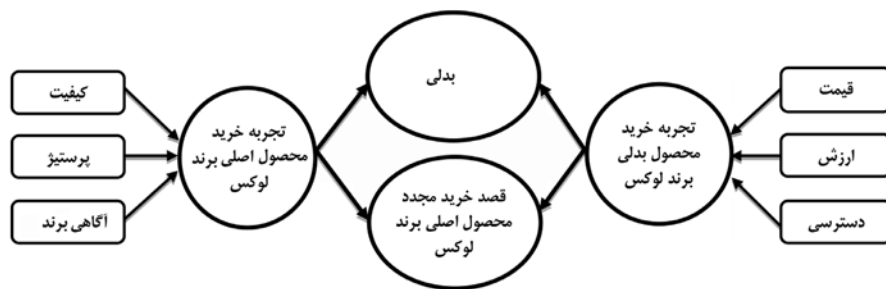 قیمت
ارزش
دسترسی
تجربه خرید
محصول بدلی
برند لوکس
بدلی
قصد خرید مجدد
محصول اصلی برند
لوکس
تجربه خرید
محصول اصلی برند
لوکس
کیفیت
پرستیژ
آگاهی برند